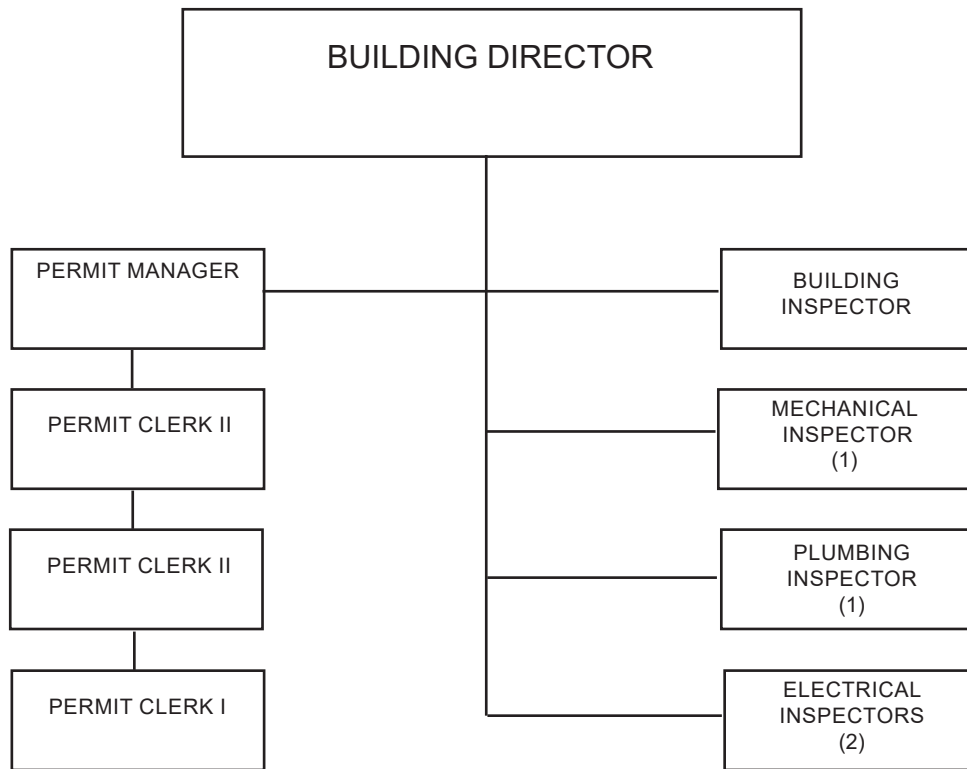 BUILDING DIRECTOR
PERMIT MANAGER
PERMIT CLERK II
PERMIT CLERK II
PERMIT CLERK I
BUILDING
INSPECTOR
MECHANICAL
INSPECTOR
(1)
PLUMBING
INSPECTOR
(1)
ELECTRICAL
INSPECTORS
(2)